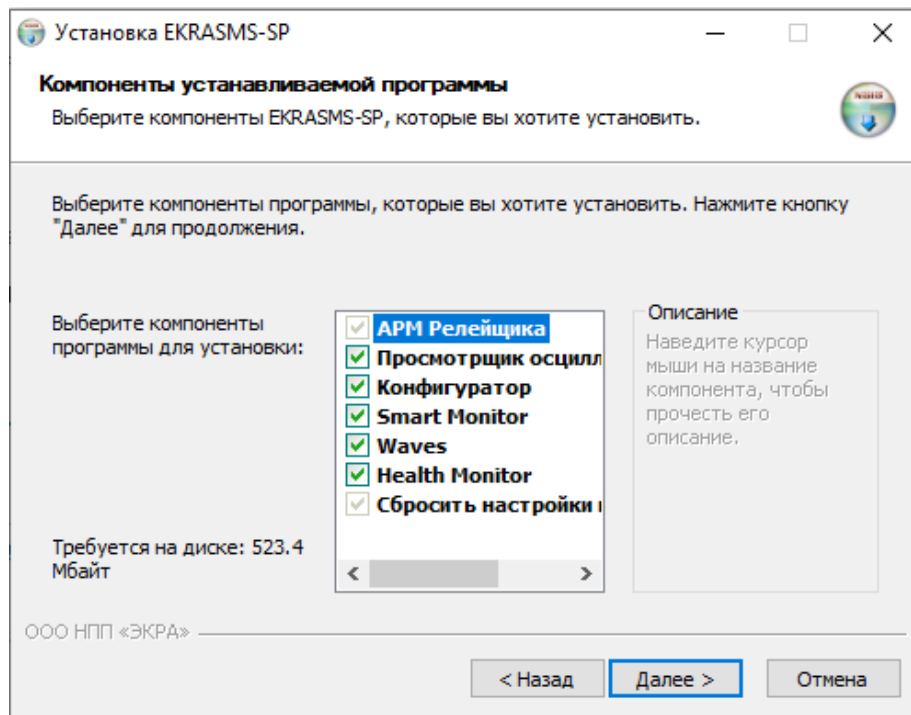 Установка EKRASMS-SP
Компоненты устанавливаемой программы
Выберите компоненты EKRASMS-SP, которые вы хотите установить.
Выберите компоненты программы, которые вы хотите установить. Нажмите кнопку
"Далее" для продолжения.
Выберите компоненты
программы для установки:
АРМ Релейщика
Просмотрщик осцилл
Конфигуратор
Smart Monitor
Waves
Health Monitor
Сбросить настройки
Описание
Наведите курсор
мыши на название
компонента, чтобы
прочесть его
описание.
Требуется на диске: 523.4
Мбайт
ООО НПП «ЭКРА»
< Назад
Далее >
Отмена